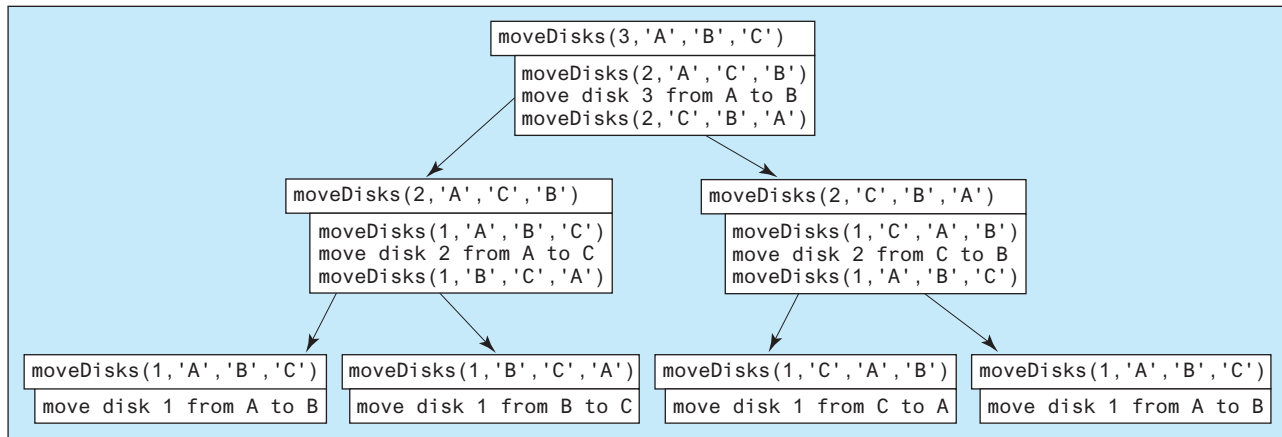 moveDisks(3,'A','B','C')
moveDisks(2,'A','C','B')
move disk 3 from A to B
moveDisks(2,'C','B','A')
moveDisks(2,'A','C','B')
moveDisks(1,'A','B','C')
move disk 2 from A to C
moveDisks(1,'B','C','A')
moveDisks(2,'C','B','A')
moveDisks(1,'C','A','B')
move disk 2 from C to B
moveDisks(1,'A','B','C')
moveDisks(1,'A','B','C')
move disk 1 from A to B
moveDisks(1,'B','C','A')
move disk 1 from B to C
moveDisks(1,'C','A','B')
move disk 1 from C to A
moveDisks(1,'A','B','C')
move disk 1 from A to B